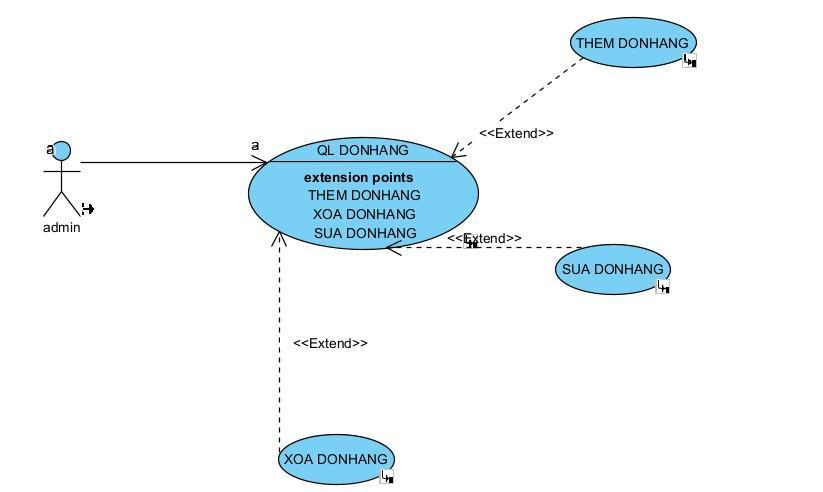 THEM DONHANG
<<Extend>>
a
a
QL DONHANG
extension points
THEM DONHANG
XOA DONHANG
SUA DONHANG
admin
<<Extend>>
SUA DONHANG
<<Extend>>
XOA DONHANG